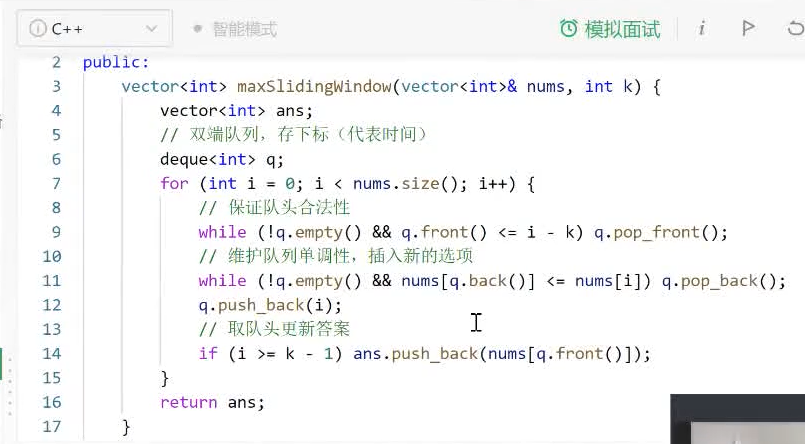 C++
智能模式
模拟面试
2 public:
3     vector<int> maxSlidingWindow(vector<int>& nums, int k) {
4         vector<int> ans;
5         // 双端队列，存下标（代表时间）
6         deque<int> q;
7         for (int i = 0; i < nums.size(); i++) {
8             // 保证队头合法性
9             while (!q.empty() && q.front() <= i - k) q.pop_front();
10             // 维护队列单调性，插入新的选项
11             while (!q.empty() && nums[q.back()] <= nums[i]) q.pop_back();
12             q.push_back(i);
13             // 取队头更新答案
14             if (i >= k - 1) ans.push_back(nums[q.front()]);
15         }
16         return ans;
17     }